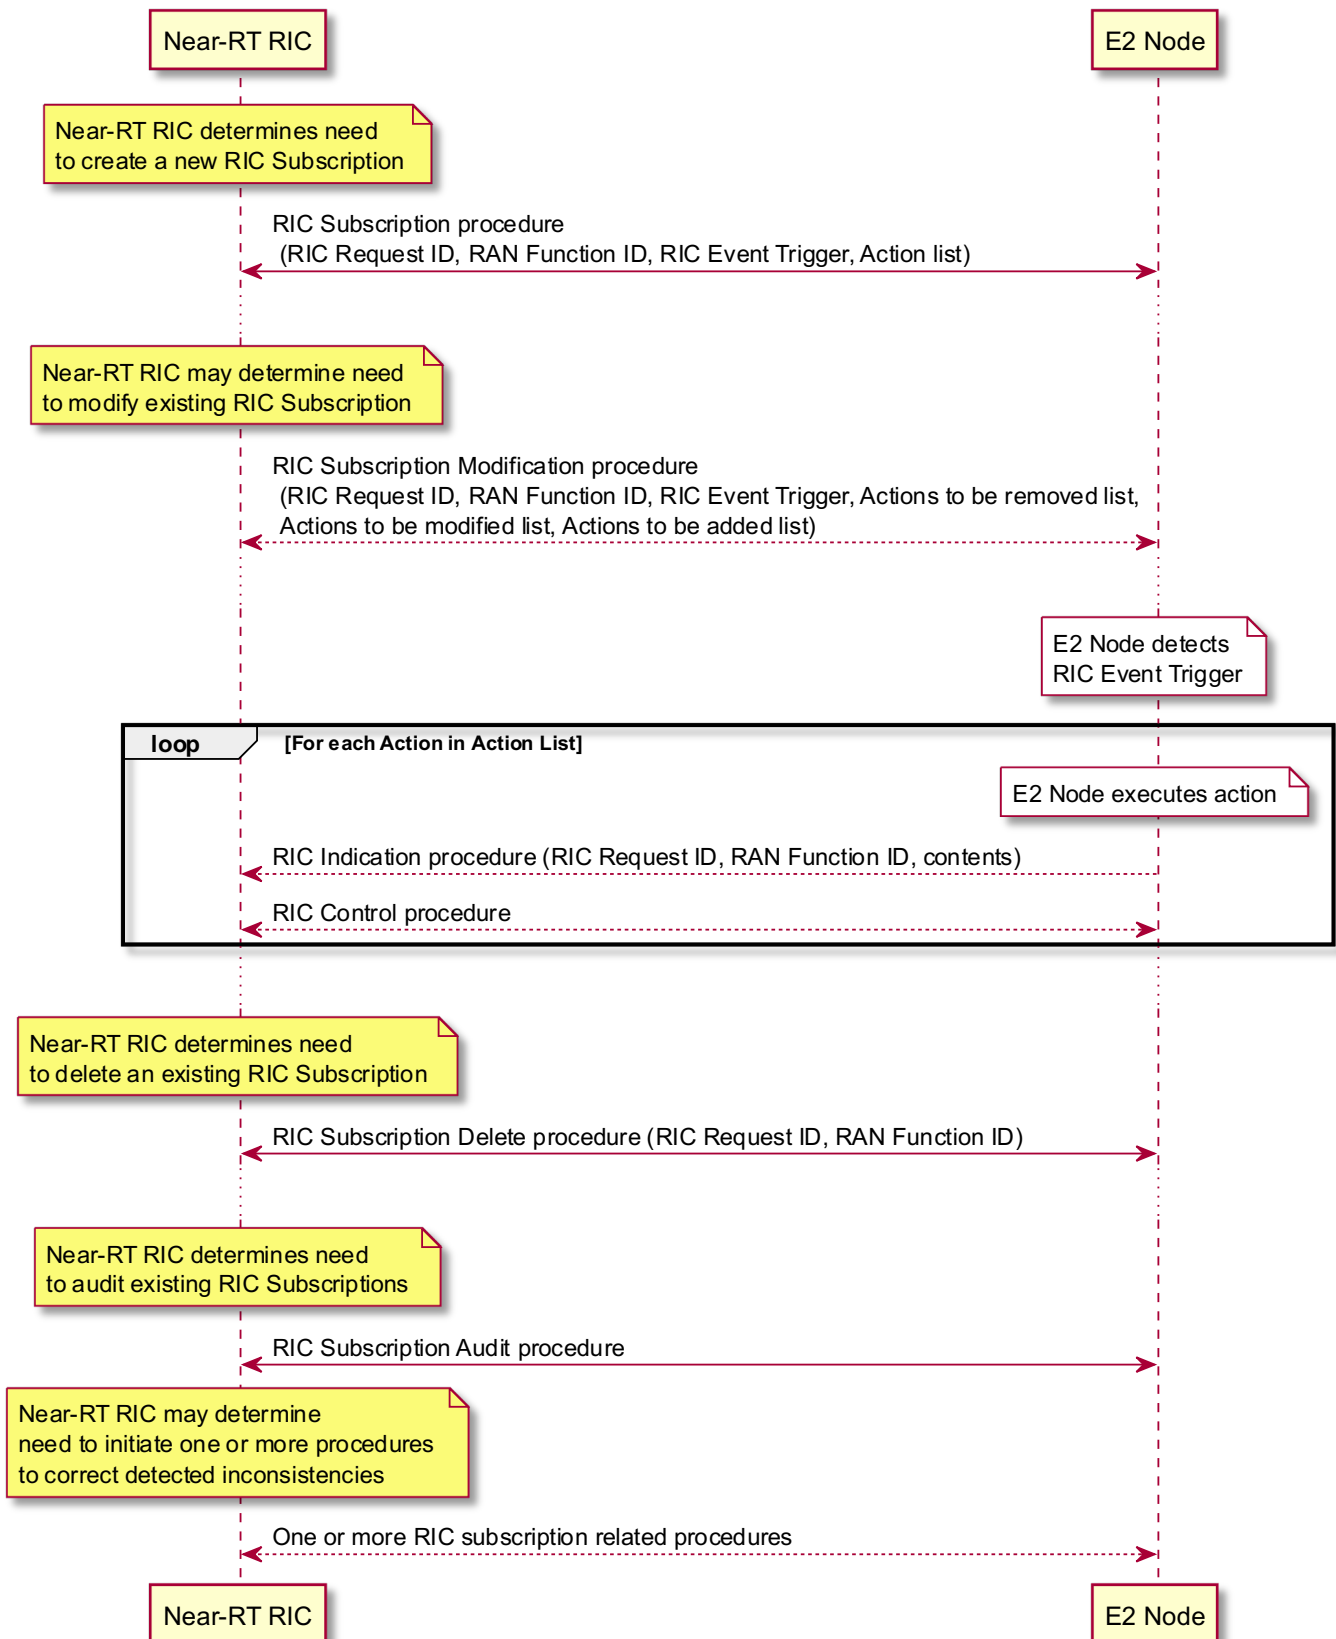 Near-RT RIC
E2 Node
Near-RT RIC determines need
to create a new RIC Subscription
RIC Subscription procedure
(RIC Request ID, RAN Function ID, RIC Event Trigger, Action list)
Near-RT RIC may determine need
to modify existing RIC Subscription
RIC Subscription Modification procedure
(RIC Request ID, RAN Function ID, RIC Event Trigger, Actions to be removed list,
Actions to be modified list, Actions to be added list)
E2 Node detects
RIC Event Trigger
loop
[For each Action in Action List]
E2 Node executes action
RIC Indication procedure (RIC Request ID, RAN Function ID, contents)
RIC Control procedure
Near-RT RIC determines need
to delete an existing RIC Subscription
RIC Subscription Delete procedure (RIC Request ID, RAN Function ID)
Near-RT RIC determines need
to audit existing RIC Subscriptions
RIC Subscription Audit procedure
Near-RT RIC may determine
need to initiate one or more procedures
to correct detected inconsistencies
One or more RIC subscription related procedures
Near-RT RIC
E2 Node